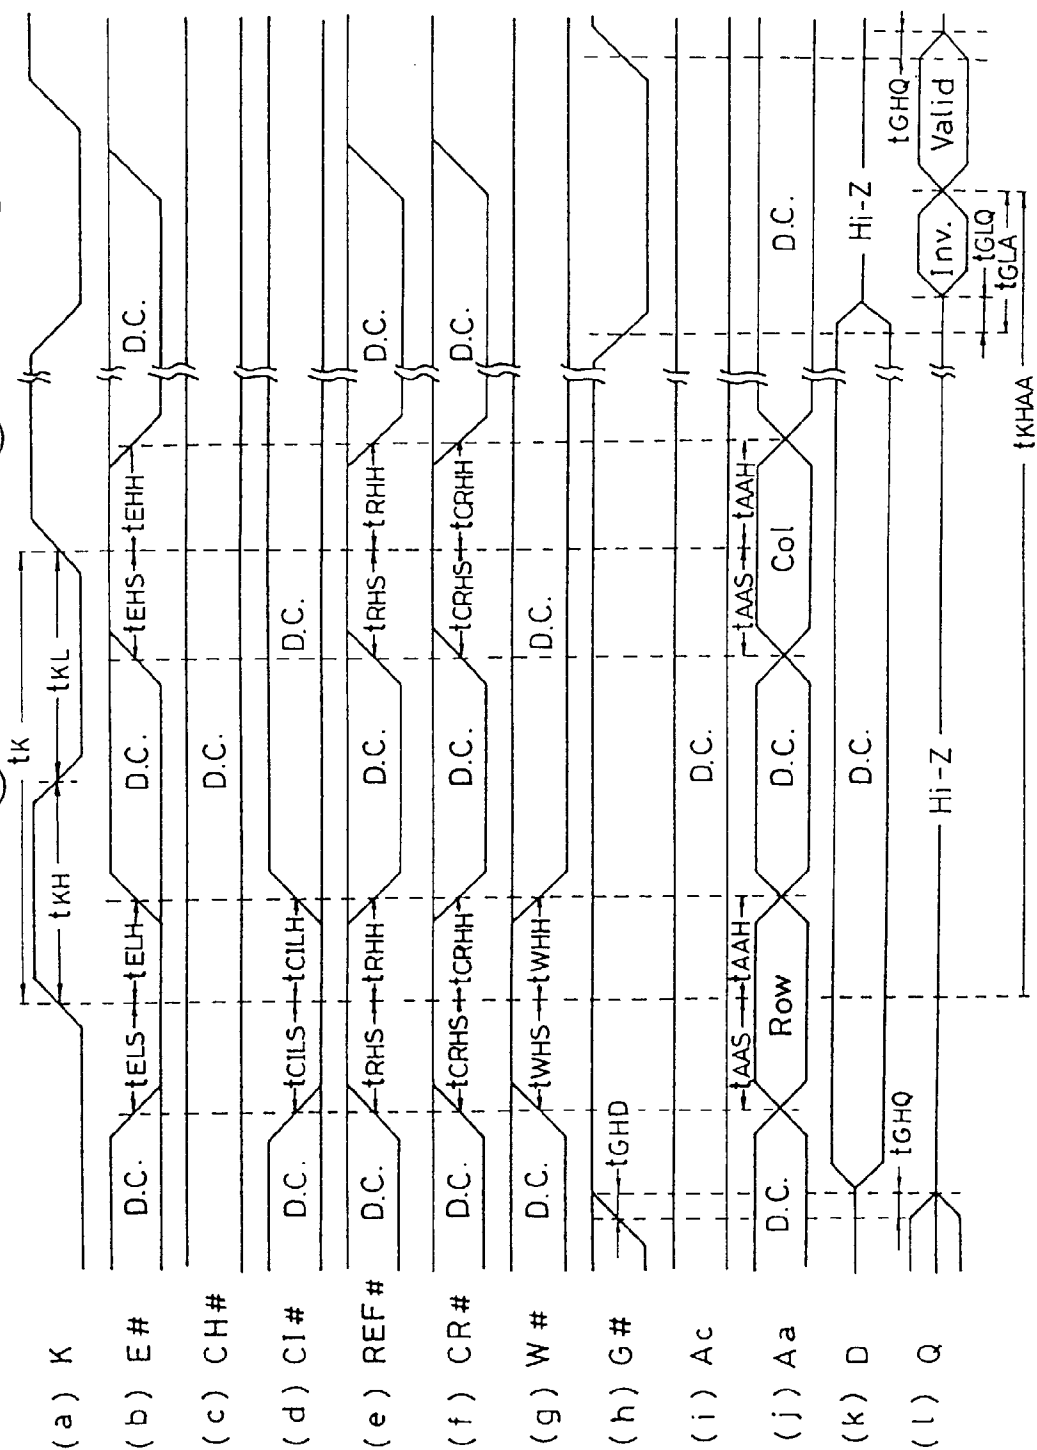 (a) K
tK
tKH
tKL
(b) E#
D.C.
tELS
tELH
D.C.
tEHS
tEHH
D.C.
(c) CH#
D.C.
(d) CI#
D.C.
tCILS
tCILH
D.C.
(e) REF#
D.C.
tRHS
tRHH
D.C.
tRHS
tRHH
D.C.
(f) CR#
D.C.
tCRHS
tCRHH
D.C.
tCRHS
tCRHH
D.C.
(g) W#
D.C.
tWHS
tWHH
D.C.
(h) G#
tGHD
(i) Ac
D.C.
(j) Aa
D.C.
tAAS
tAAH
Row
D.C.
tAAS
tAAH
Col
D.C.
(k) D
D.C.
Hi-Z
(l) Q
tGHQ
Hi-Z
Inv.
Valid
tGHQ
tGLQ
tGLA
tKHAA